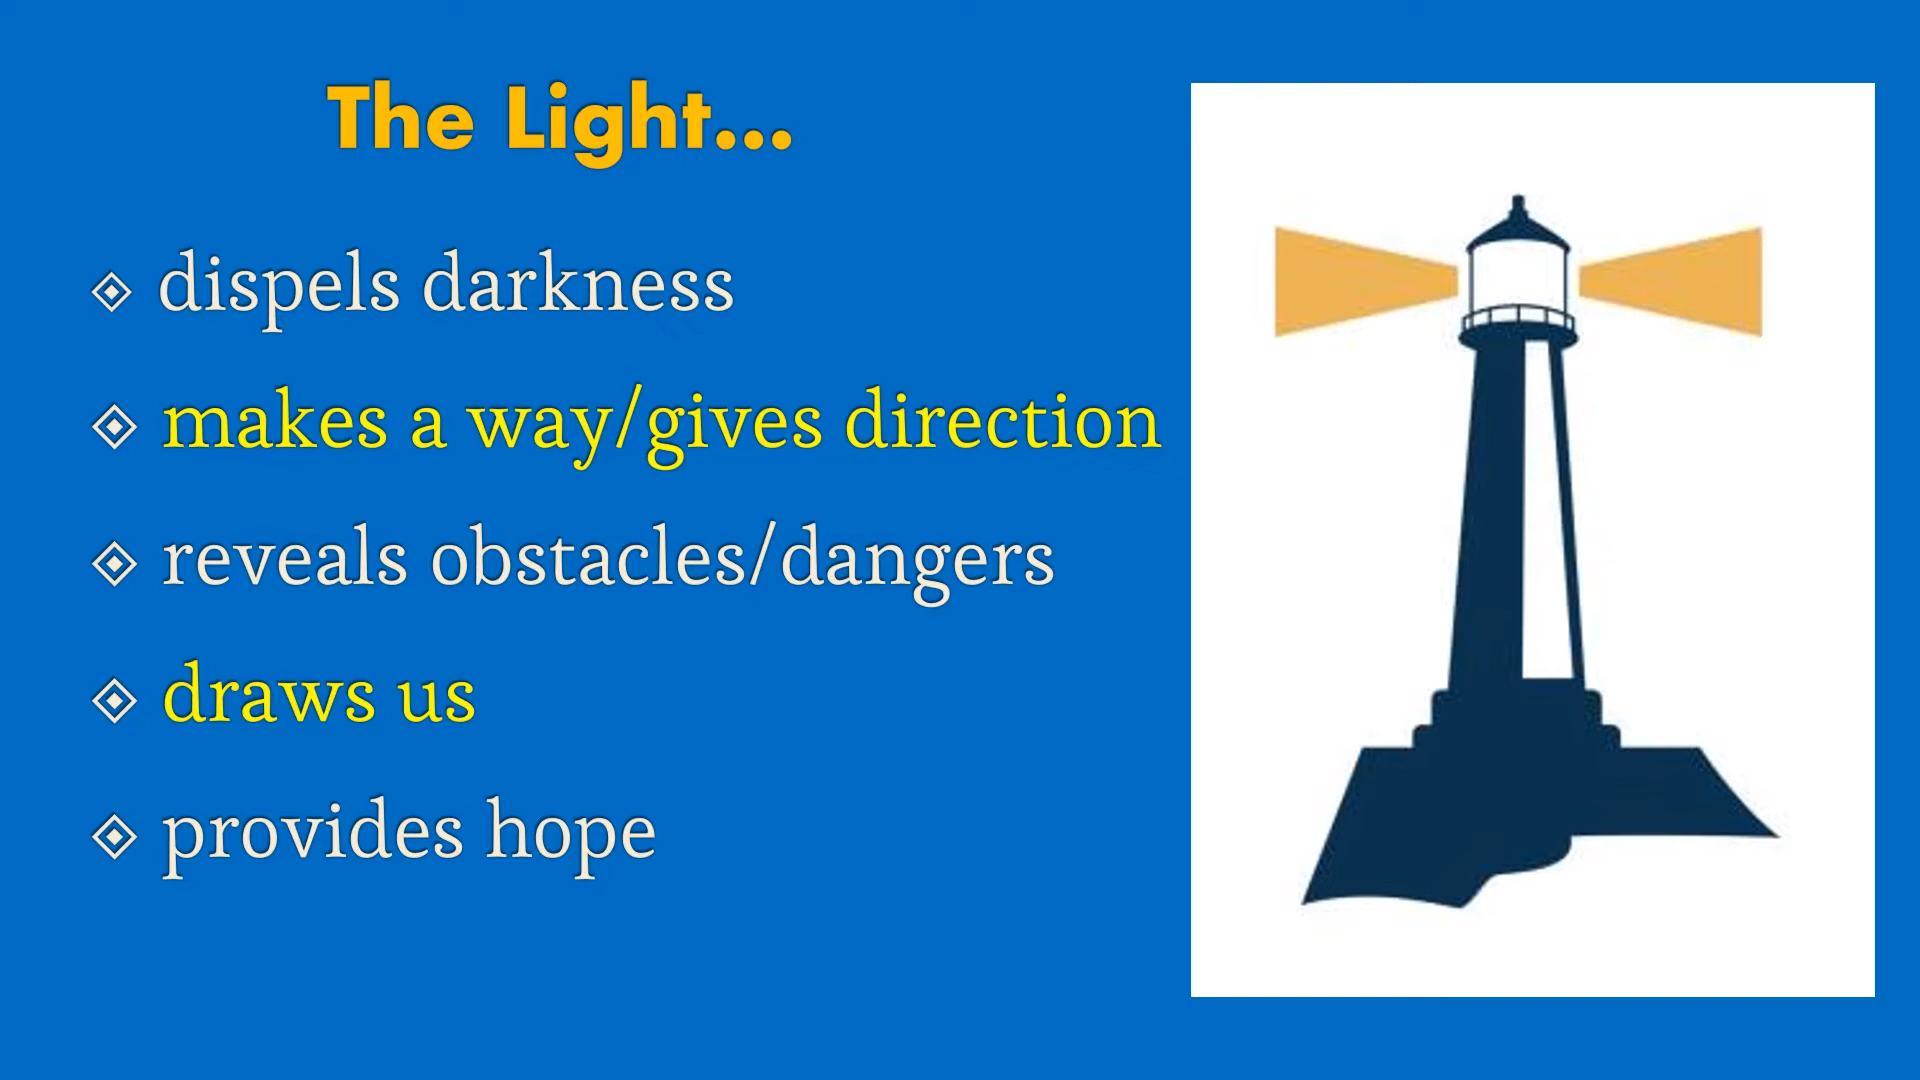 The Light...
dispels darkness
makes a way/gives direction
reveals obstacles/dangers
draws us
provides hope